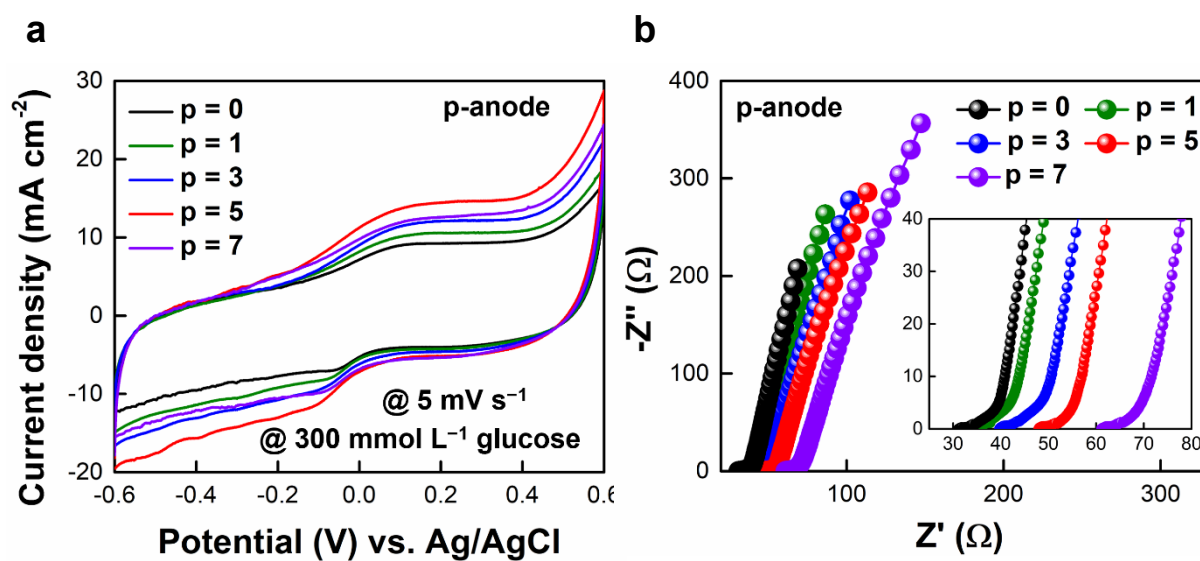 a
30
20
10
0
-10
-20
-0.6
-0.4
-0.2
0.0
0.2
0.4
0.6
Current density (mA cm⁻²)
Potential (V) vs. Ag/AgCl
p = 0
p = 1
p = 3
p = 5
p = 7
p-anode
@ 5 mV s⁻¹
@ 300 mmol L⁻¹ glucose
b
400
300
200
100
0
100
200
300
-Z'' (Ω)
Z' (Ω)
p-anode
p = 0
p = 1
p = 3
p = 5
p = 7
40
30
20
10
0
30
40
50
60
70
80